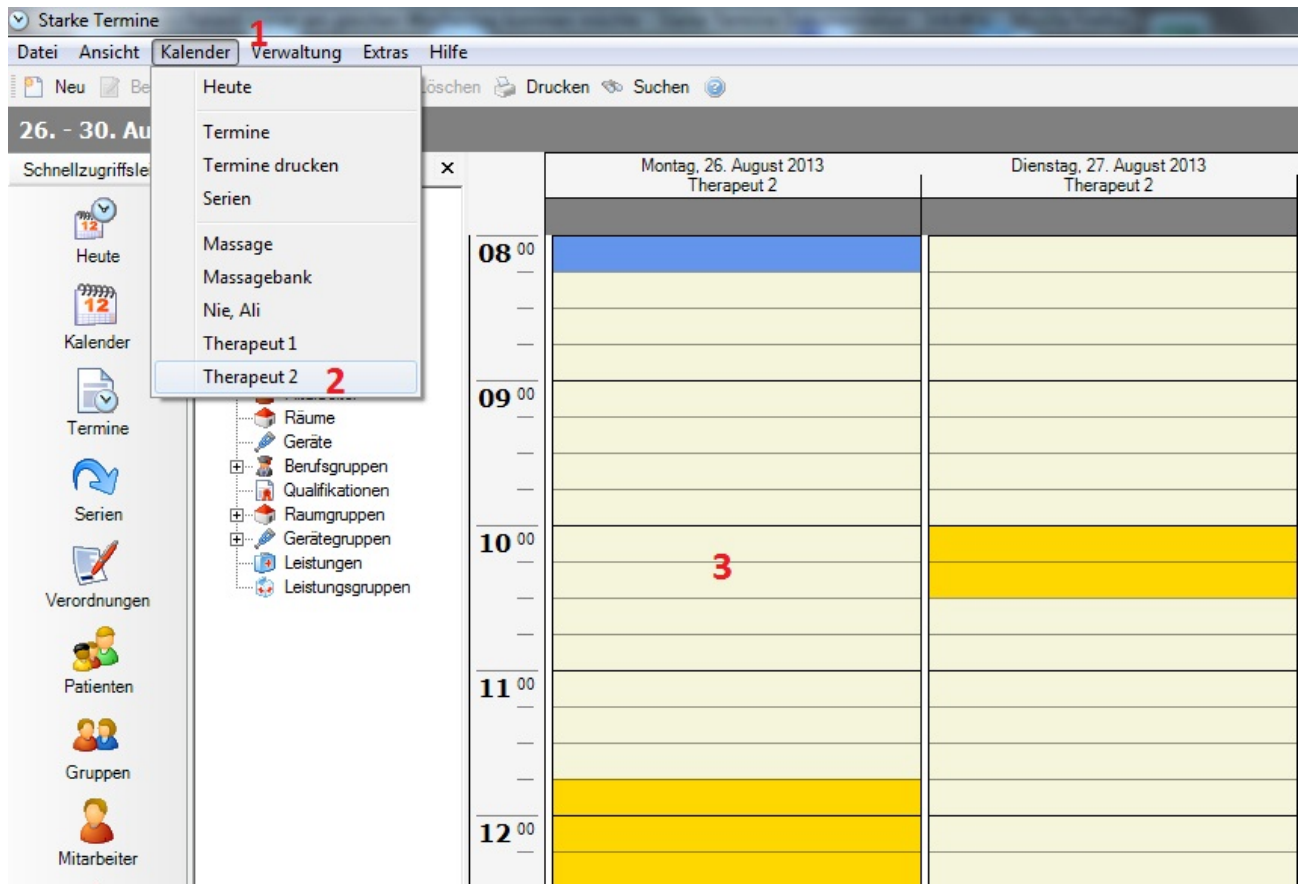 Starke Termine
1
Datei Ansicht Kalender Verwaltung Extras Hilfe
Neu Be löschen Drucken Suchen
26. - 30. Au
Schnellzugriffslei
Heute
Termine
Termine drucken
Serien
Massage
Massagebank
Nie, Ali
Therapeut 1
Therapeut 2 2
Räume
Geräte
Berufsgruppen
Qualifikationen
Raumgruppen
Gerätegruppen
Leistungen
Leistungsgruppen
Heute
12
Kalender
Termine
Serien
Verordnungen
Patienten
Gruppen
Mitarbeiter
Montag, 26. August 2013
Therapeut 2
Dienstag, 27. August 2013
Therapeut 2
08 00
09 00
10 00
3
11 00
12 00